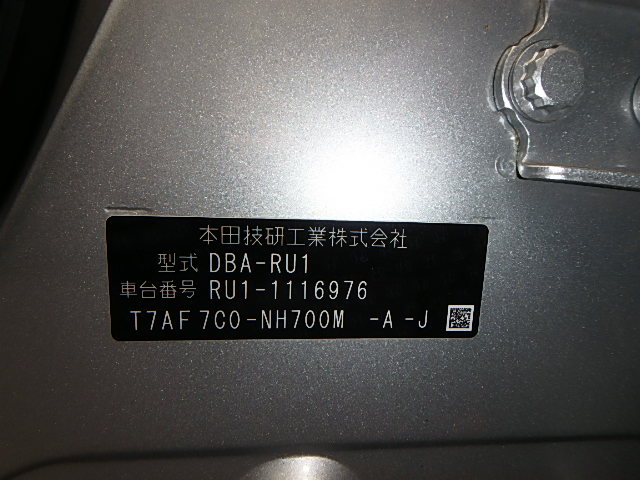 本田技研工業株式会社
型式 DBA-RU1
車台番号 RU1-1116976
T7AF7C0-NH700M -A-J